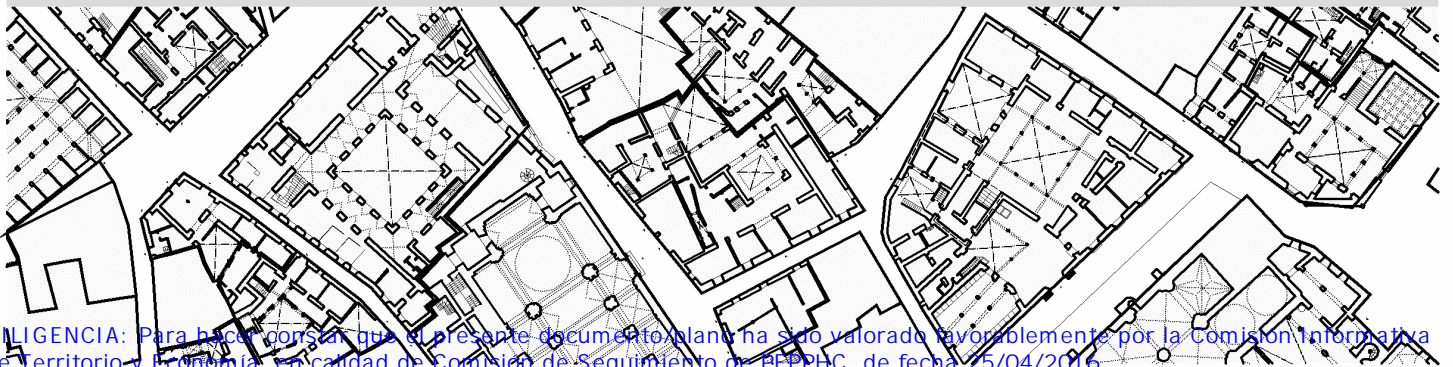 ILIGENCIA: Para hacer constar que el presente documento/plano ha sido valorado favorablemente por la Comisión Informativa
e Territorio y Economía, en calidad de Comisión de Seguimiento de PEPPHC, de fecha 25/04/2016